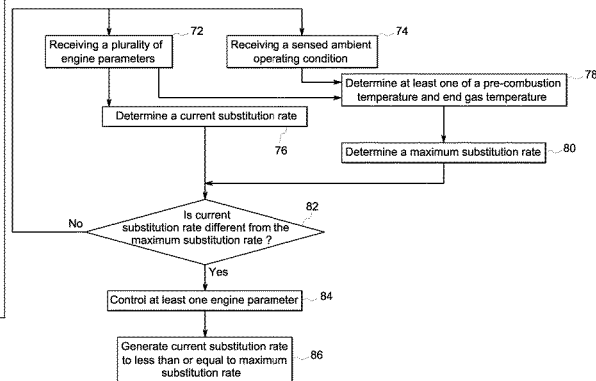 72
Receiving a plurality of
engine parameters
74
Receiving a sensed ambient
operating condition
78
Determine at least one of a pre-combustion
temperature and end gas temperature
Determine a current substitution rate
76
Determine a maximum substitution rate
80
82
No
Is current
substitution rate different from the
maximum substitution rate ?
Yes
Control at least one engine parameter
84
Generate current substitution rate
to less than or equal to maximum
substitution rate
86